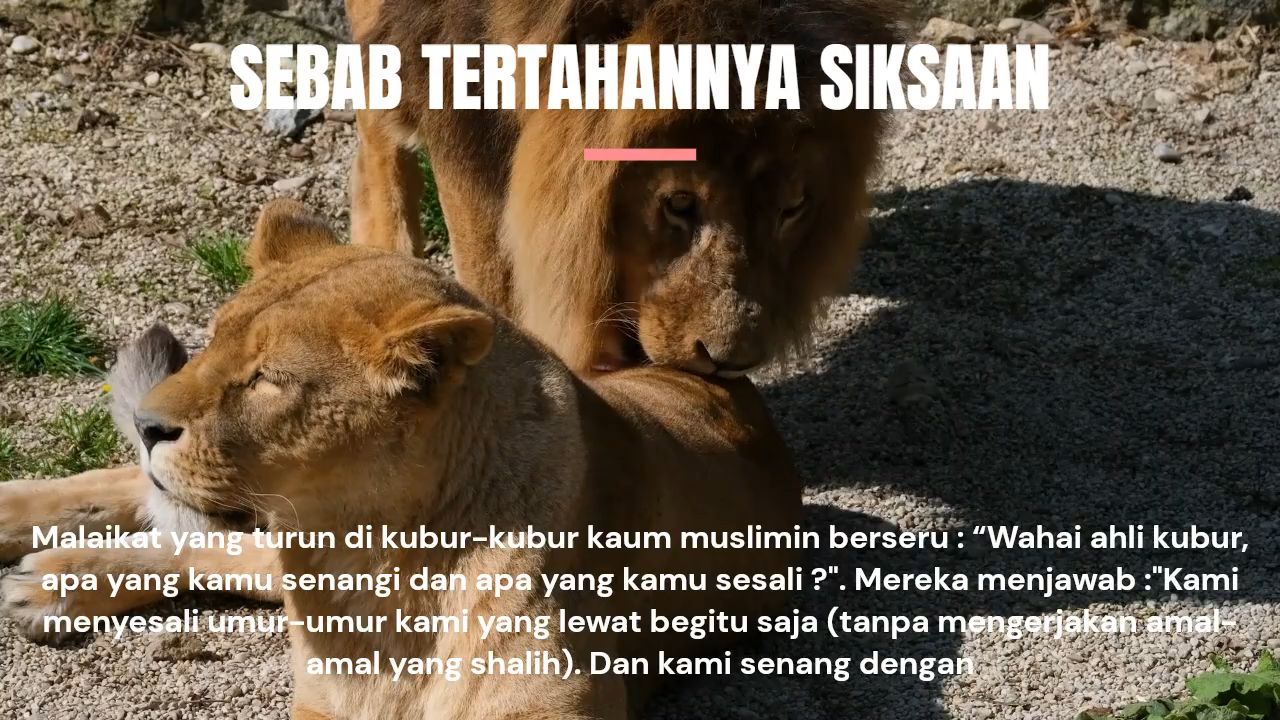 SEBAB TERTAHANNYA SIKSAAN
Malaikat yang turun di kubur-kubur kaum muslimin berseru : “Wahai ahli kubur,
apa yang kamu senangi dan apa yang kamu sesali ?". Mereka menjawab :"Kami
menyesali umur-umur kami yang lewat begitu saja (tanpa mengerjakan amal-
amal yang shalih). Dan kami senang dengan